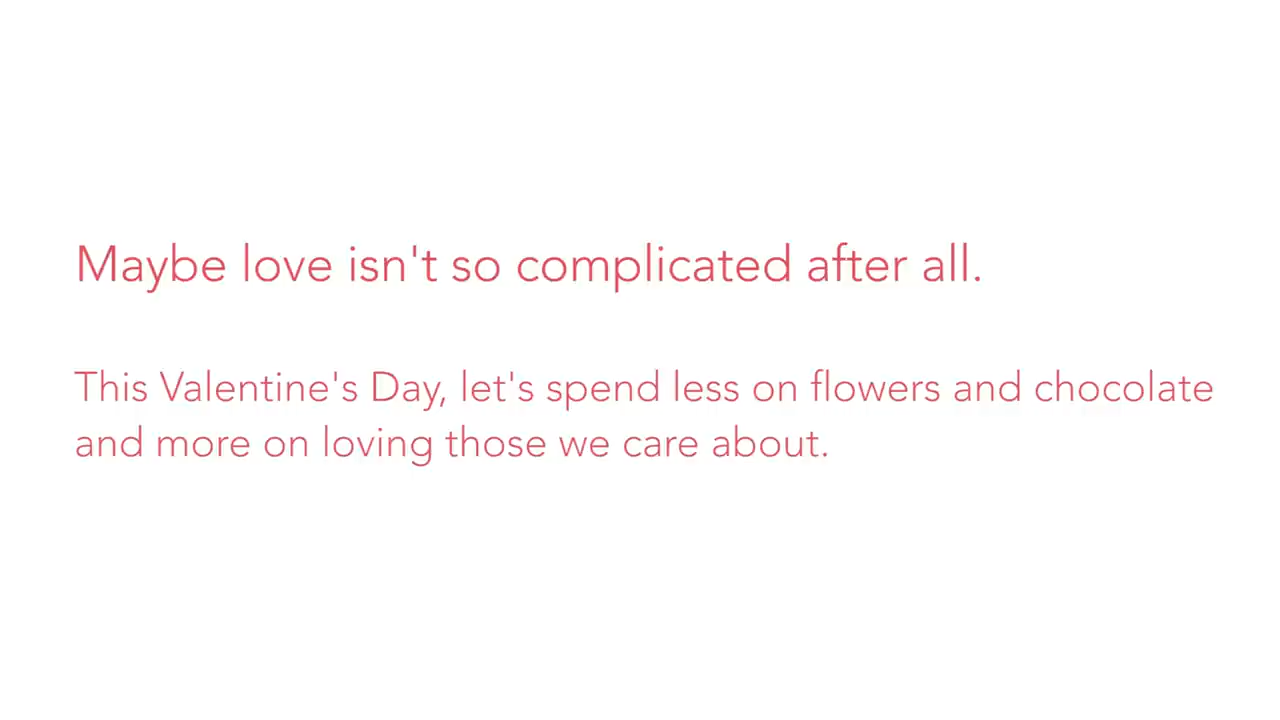 Maybe love isn't so complicated after all.
This Valentine's Day, let's spend less on flowers and chocolate
and more on loving those we care about.